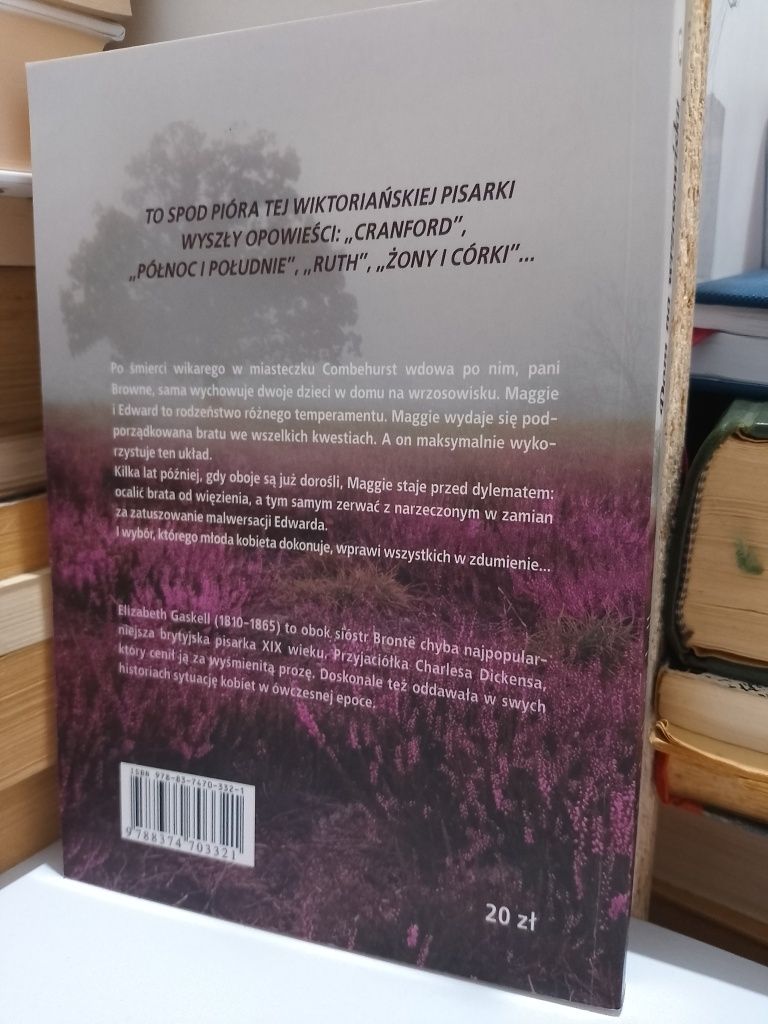 TO SPOD PIÓRA TEJ WIKTORIAŃSKIEJ PISARKI
WYSZŁY OPOWIEŚCI: „CRANFORD”,
„PÓŁNOC I POŁUDNIE”, „RUTH”, „ŻONY I CÓRKI”...
Po śmierci wikarego w miasteczku Combehurst wdowa po nim, pani
Browne, sama wychowuje dwoje dzieci w domu na wrzosowisku. Maggie
i Edward to rodzeństwo różnego temperamentu. Maggie wydaje się pod-
porządkowana bratu we wszelkich kwestiach. A on maksymalnie wyko-
rzystuje ten układ.
Kilka lat później, gdy oboje są już dorośli, Maggie staje przed dylematem:
ocalić brata od więzienia, a tym samym zerwać z narzeczonym w zamian
za zatuszowanie malwersacji Edwarda.
I wybór, którego młoda kobieta dokonuje, wprawi wszystkich w zdumienie...
Elizabeth Gaskell (1810–1865) to obok sióstr Brontë chyba najpopular-
niejsza brytyjska pisarka XIX wieku. Przyjaciółka Charlesa Dickensa,
który cenił ją za wyśmienitą prozę. Doskonale też oddawała w swych
historiach sytuację kobiet w ówczesnej epoce.
ISBN 978-83-7470-332-1
9788374703321
20 zł